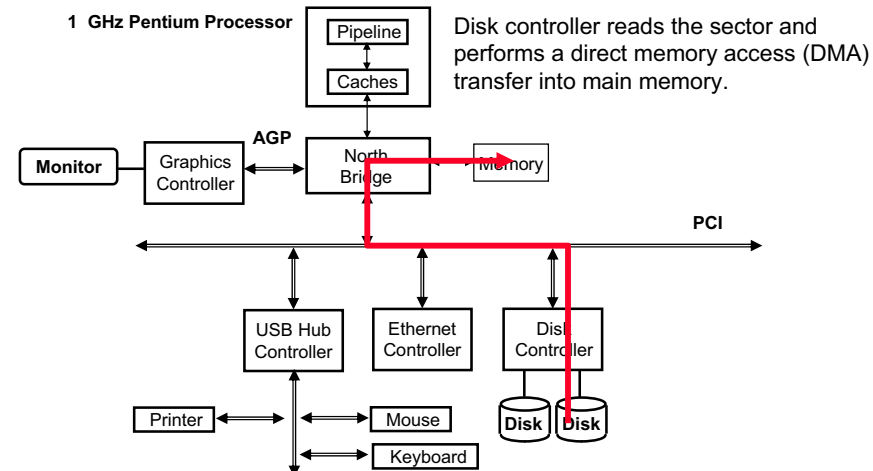 1 GHz Pentium Processor
Pipeline
Caches
Disk controller reads the sector and
performs a direct memory access (DMA)
transfer into main memory.
AGP
Monitor
Graphics
Controller
North
Bridge
Memory
PCI
USB Hub
Controller
Ethernet
Controller
Disk
Controller
Printer
Mouse
Keyboard
Disk
Disk